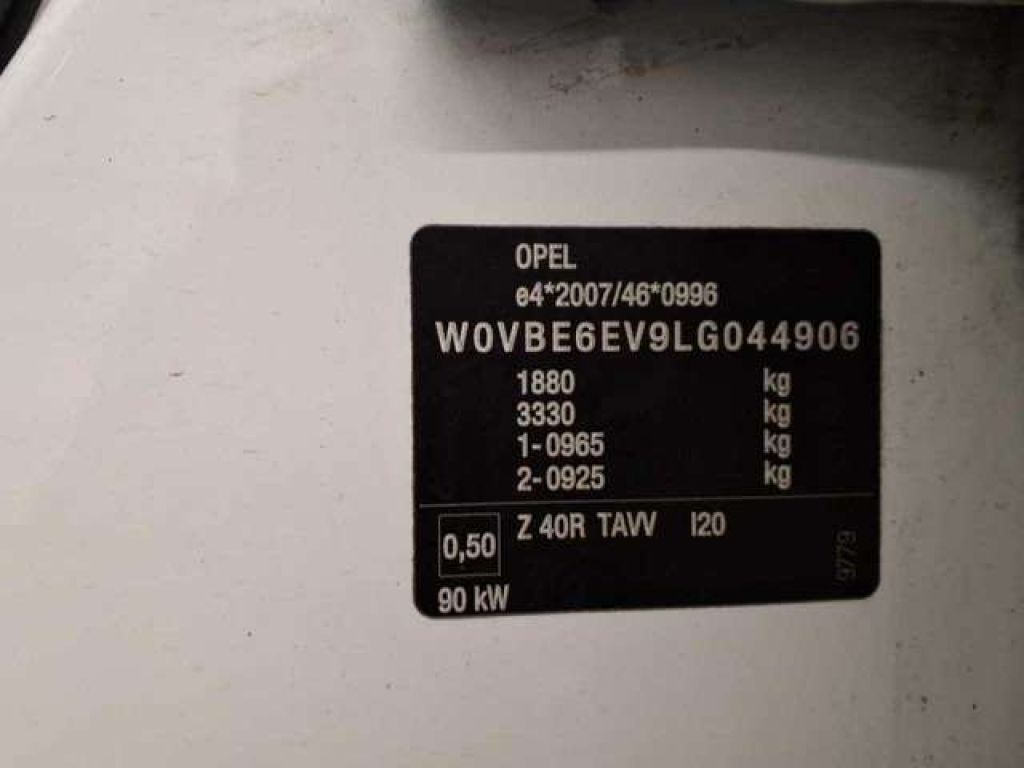 OPEL
e4*2007/46*0996
W0VBE6EV9LG044906
1880 kg
3330 kg
1-0965 kg
2-0925 kg
0,50 Z 40R TAVV I20
90 kW
9779